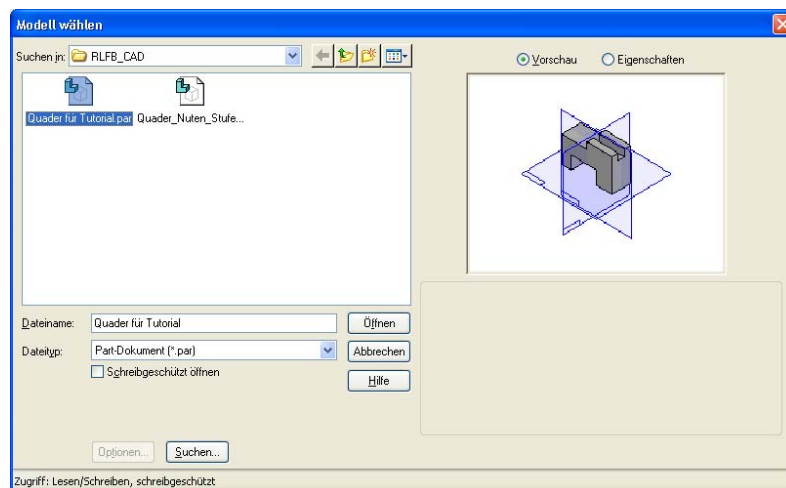 Modell wählen
Suchen in: RLFB_CAD
Vorschau Eigenschaften
Quader für Tutorial.par Quader_Nuten_Stufe...
Dateiname: Quader für Tutorial Öffnen
Dateityp: Part-Dokument (*.par) Abbrechen
Schreibgeschützt öffnen
Hilfe
Optionen... Suchen...
Zugriff: Lesen/Schreiben, schreibgeschützt